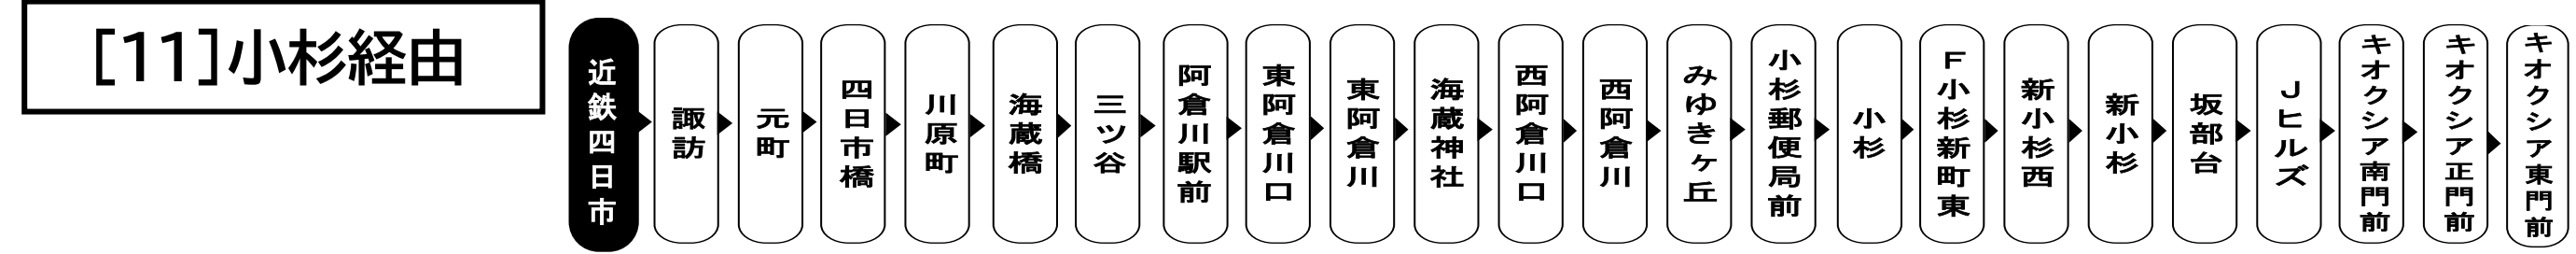 [11]小杉経由
近鉄四日市
諏訪
元町
四日市橋
川原町
海蔵橋
三ツ谷
阿倉川駅前
東阿倉川口
東阿倉川
海蔵神社
西阿倉川口
西阿倉川
みゆきヶ丘
小杉郵便局前
小杉
F小杉新町東
新小杉西
新小杉
坂部台
Jヒルズ
キオクシア南門前
キオクシア正門前
キオクシア東門前